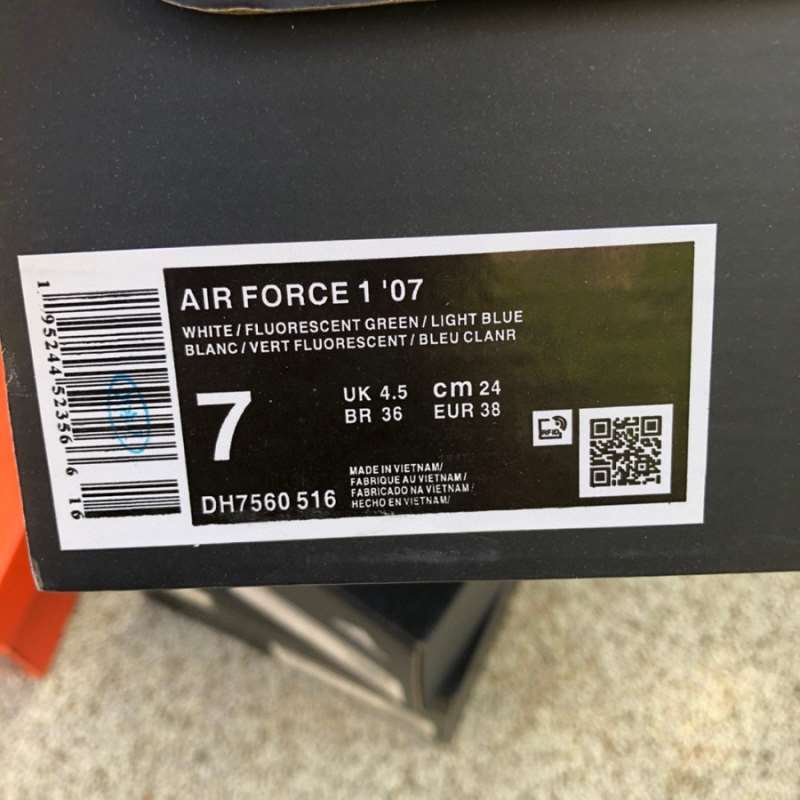 AIR FORCE 1 '07
WHITE / FLUORESCENT GREEN / LIGHT BLUE
BLANC / VERT FLUORESCENT / BLEU CLANR
7
UK 4.5 cm 24
BR 36 EUR 38
RFID
DH7560 516
MADE IN VIETNAM/
FABRIQUE AU VIETNAM/
FABRICADO NA VIETNAM/
HECHO EN VIETNAM/
1 95244 52356 6 16